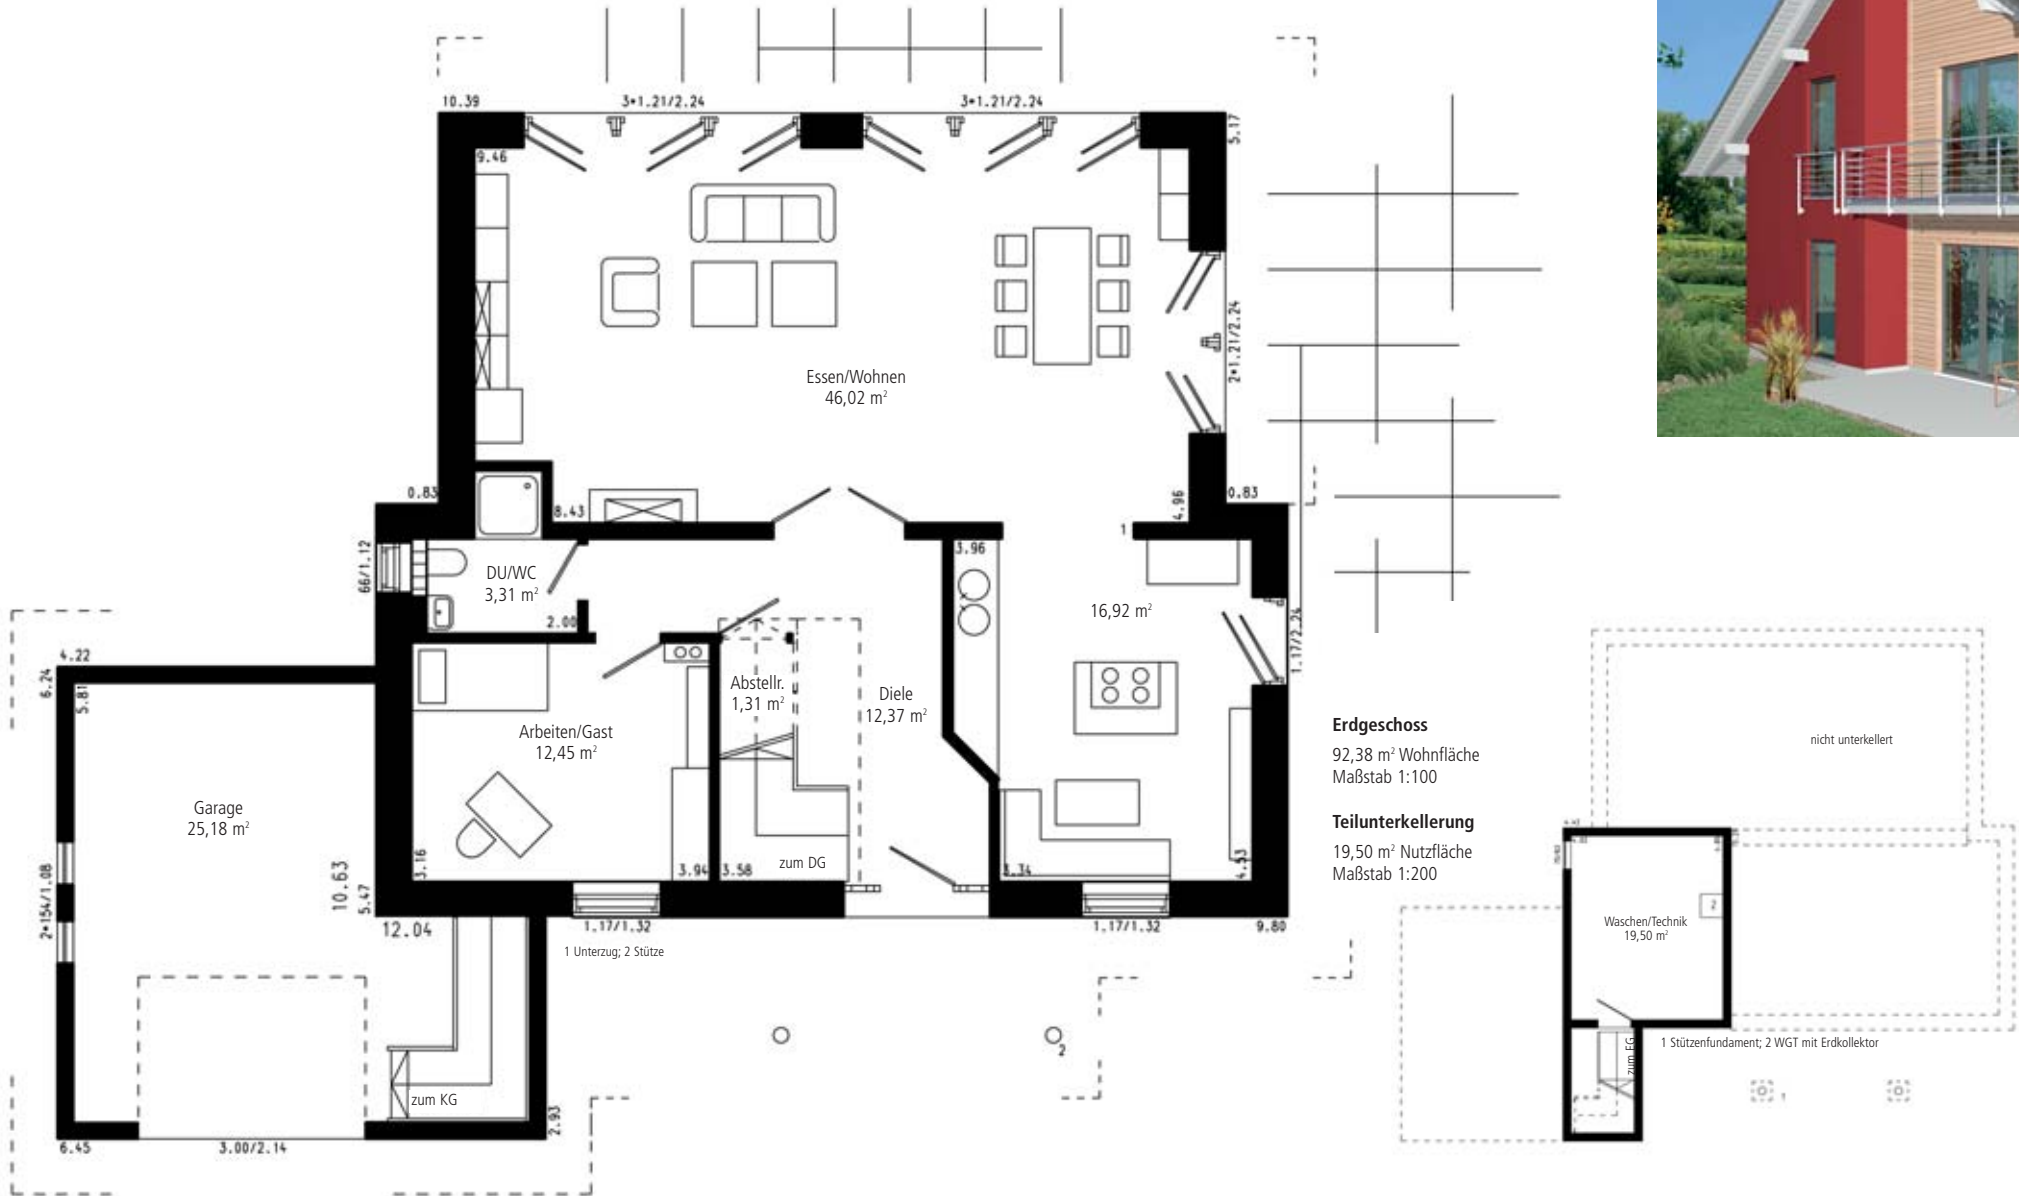 10.39
3*1.21/2.24
3*1.21/2.24
5.17
9.46
2*1.21/2.24
Essen/Wohnen
46,02 m²
0.83
8.43
4.96
0.83
1
66/1.12
3.96
DU/WC
3,31 m²
2.00
16,92 m²
1.17/2.24
4.22
6.24
5.81
Abstellr.
1,31 m²
Diele
12,37 m²
Arbeiten/Gast
12,45 m²
Garage
25,18 m²
2*154/1.08
10.63
5.47
3.16
3.94
3.58
zum DG
3.34
4.53
12.04
1.17/1.32
1.17/1.32
9.80
1 Unterzug; 2 Stütze
2
zum KG
2.93
6.45
3.00/2.14
Erdgeschoss
92,38 m² Wohnfläche
Maßstab 1:100
Teilunterkellerung
19,50 m² Nutzfläche
Maßstab 1:200
nicht unterkellert
2
Waschen/Technik
19,50 m²
zum EG
1 Stützenfundament; 2 WGT mit Erdkollektor
1